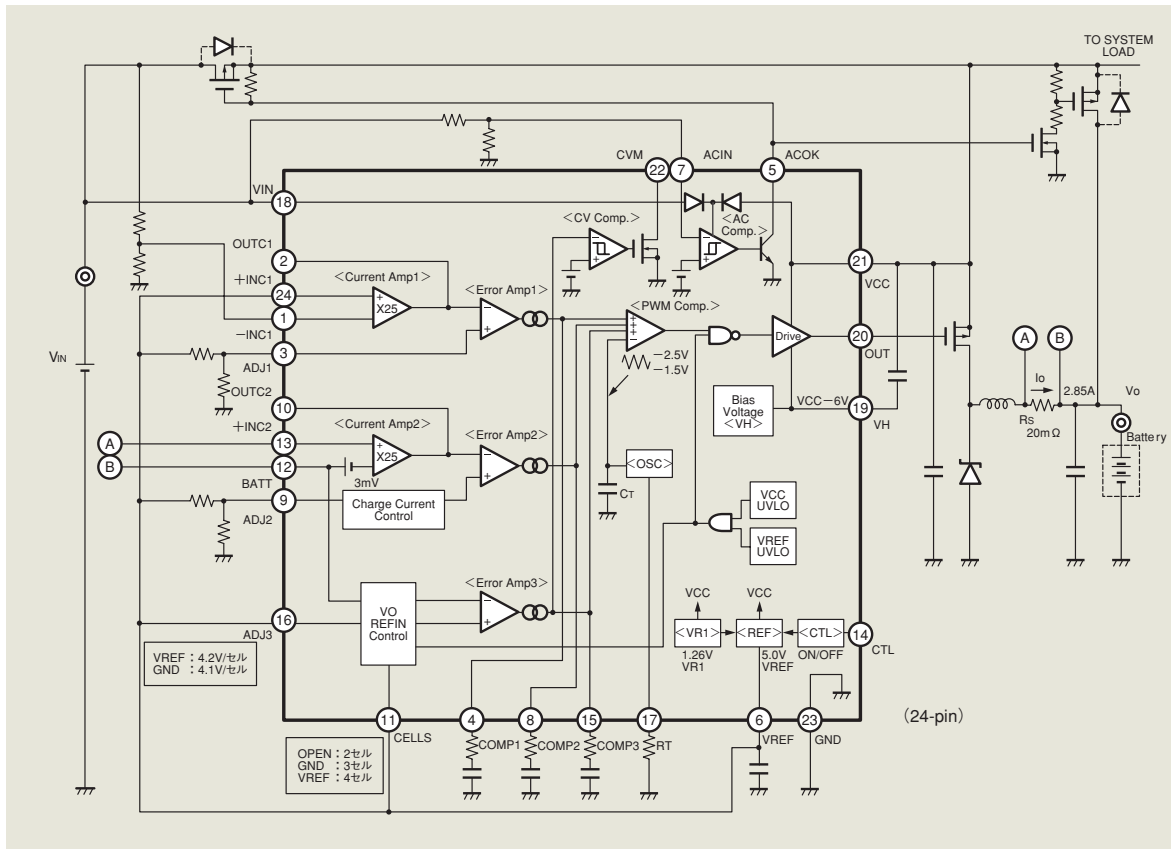 TO SYSTEM
LOAD
CVM
ACIN
ACOK
22
7
5
VIN
18
<CV Comp.>
<AC
Comp.>
OUTC1
2
21
VCC
+INC1
24
<Current Amp1>
<Error Amp1>
X25
<PWM Comp.>
1
−INC1
Drive
20
OUT
A
B
VIN
3
ADJ1
−2.5V
−1.5V
Io
2.85A
Vo
OUTC2
Bias
Voltage
<VH>
VCC−6V
19
VH
RS
20mΩ
Battery
10
+INC2
A
13
<Current Amp2>
<Error Amp2>
X25
B
12
3mV
<OSC>
BATT
9
Charge Current
Control
CT
VCC
UVLO
ADJ2
VREF
UVLO
<Error Amp3>
VO
REFIN
Control
VCC
VCC
16
ADJ3
<VR1>
<REF>
<CTL>
14
CTL
1.26V
VR1
5.0V
VREF
ON/OFF
VREF：4.2V/セル
GND ：4.1V/セル
11
4
8
15
17
6
23
(24-pin)
CELLS
COMP1
COMP2
COMP3
RT
VREF
GND
OPEN：2セル
GND ：3セル
VREF：4セル